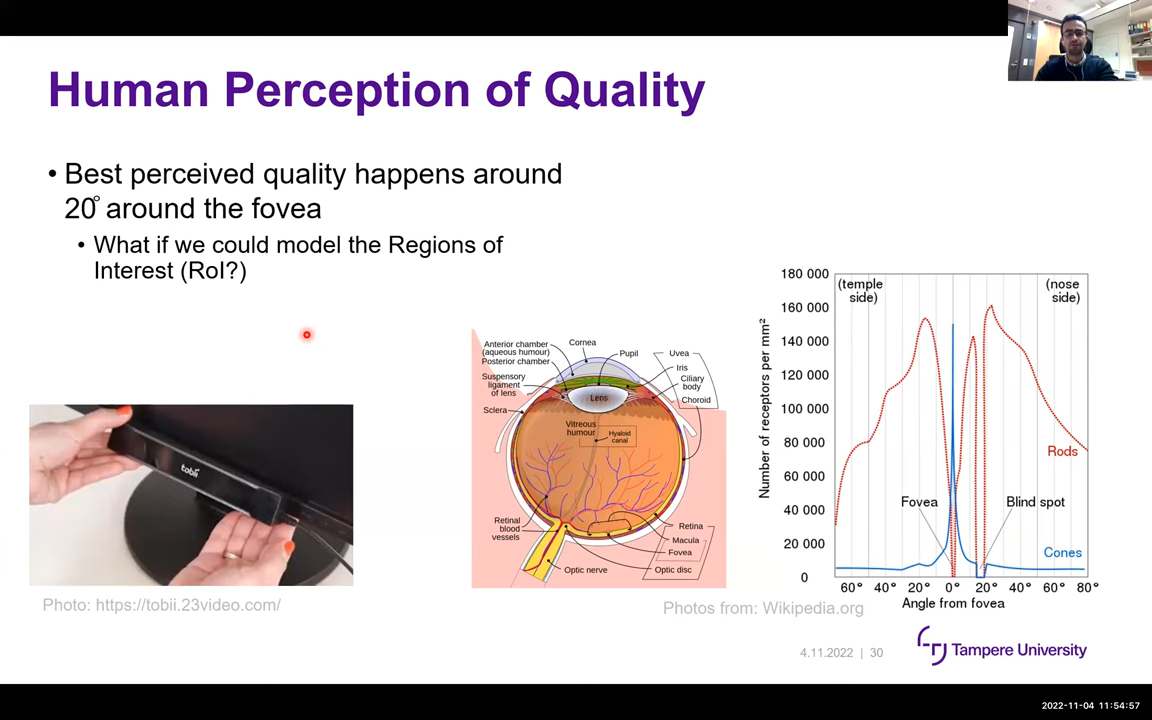 Human Perception of Quality
• Best perceived quality happens around
20° around the fovea
• What if we could model the Regions of
Interest (RoI?)
tobii
Photo: https://tobii.23video.com/
Anterior chamber
(aqueous humour)
Posterior chamber
Cornea
Pupil
Uvea
Iris
Ciliary
body
Choroid
Suspensory
ligament
of lens
Lens
Sclera
Vitreous
humour
Hyaloid
canal
Retinal
blood
vessels
Retina
Macula
Fovea
Optic nerve
Optic disc
Photos from: Wikipedia.org
Number of receptors per mm²
180 000
160 000
140 000
120 000
100 000
80 000
60 000
40 000
20 000
0
(temple
side)
(nose
side)
Rods
Fovea
Blind spot
Cones
60° 40° 20° 0° 20° 40° 60° 80°
Angle from fovea
4.11.2022 | 30
Tampere University
2022-11-04 11:54:57